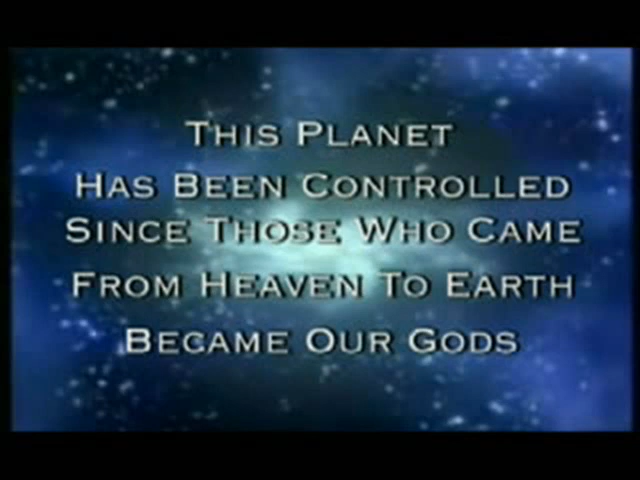 This Planet
Has Been Controlled
Since Those Who Came
From Heaven To Earth
Became Our Gods